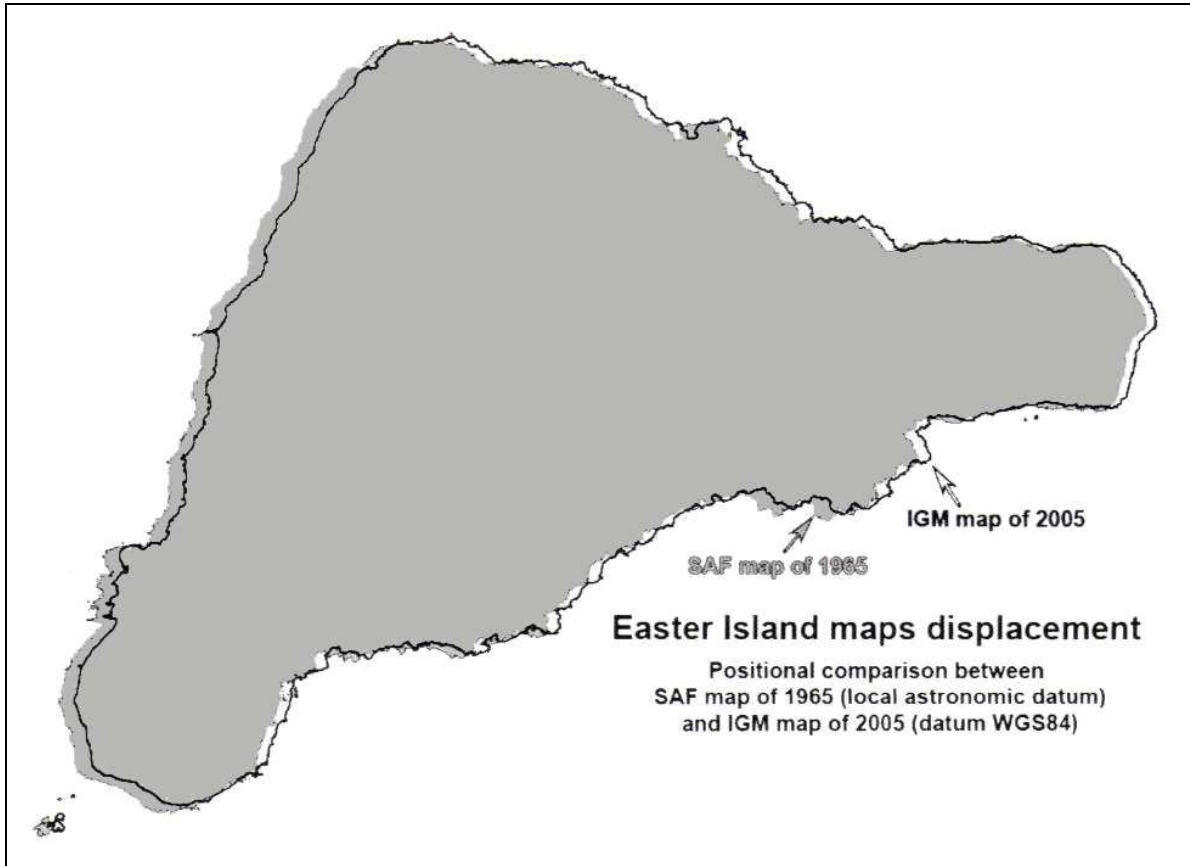 IGM map of 2005
SAF map of 1965
Easter Island maps displacement
Positional comparison between
SAF map of 1965 (local astronomic datum)
and IGM map of 2005 (datum WGS84)